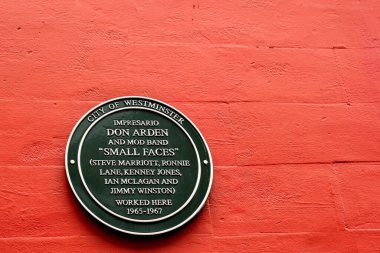 CITY OF WESTMINSTER
IMPRESARIO
DON ARDEN
AND MOD BAND
"SMALL FACES"
(STEVE MARRIOTT, RONNIE
LANE, KENNEY JONES,
IAN MCLAGAN AND
JIMMY WINSTON)
WORKED HERE
1965-1967